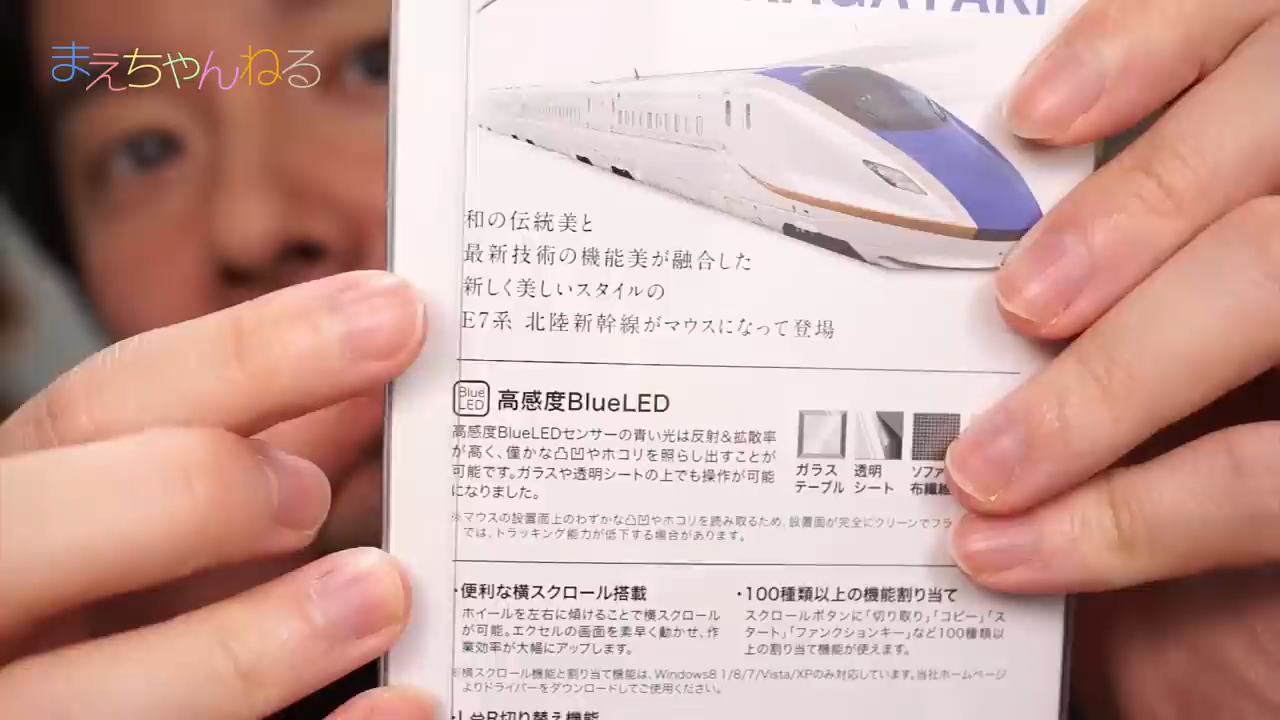 まえちゃんねる
和の伝統美と
最新技術の機能美が融合した
新しく美しいスタイルの
E7系 北陸新幹線がマウスになって登場
Blue
LED
高感度BlueLED
高感度BlueLEDセンサーの青い光は反射&拡散率
が高く、僅かな凸凹やホコリを照らし出すことが
可能です。ガラスや透明シートの上でも操作が可能
になりました。
ガラス
テーブル
透明
シート
ソファ
布繊維
※マウスの設置面上のわずかな凸凹やホコリを読み取るため、設置面が完全にクリーンでフラ
では、トラッキング能力が低下する場合があります。
・便利な横スクロール搭載
ホイールを左右に傾けることで横スクロール
が可能。エクセルの画面を素早く動かせ、作
業効率が大幅にアップします。
・100種類以上の機能割り当て
スクロールボタンに「切り取り」「コピー」「ス
タート」「ファンクションキー」など100種類以
上の割り当て機能が使えます。
※横スクロール機能と割り当て機能は、Windows8.1/8/7/Vista/XPのみ対応しています。当社ホームページ
よりドライバーをダウンロードしてご使用ください。
・L⇔R切り替え機能